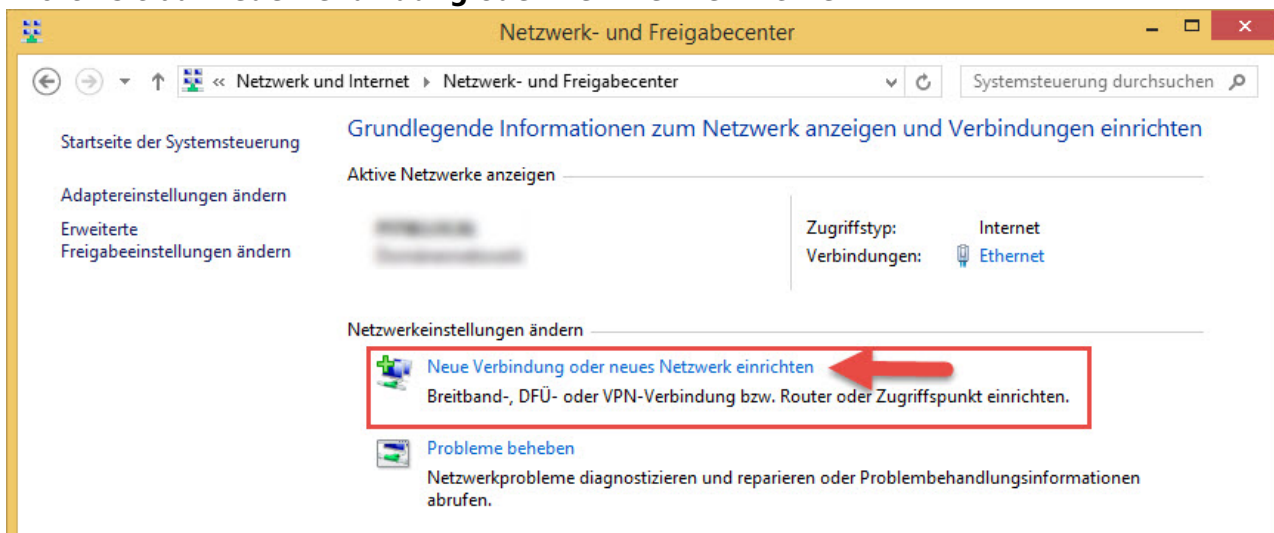 Netzwerk- und Freigabecenter
« Netzwerk und Internet Netzwerk- und Freigabecenter
Systemsteuerung durchsuchen
Startseite der Systemsteuerung
Adaptereinstellungen ändern
Erweiterte
Freigabeeinstellungen ändern
Grundlegende Informationen zum Netzwerk anzeigen und Verbindungen einrichten
Aktive Netzwerke anzeigen
Zugriffstyp: Internet
Verbindungen: Ethernet
Netzwerkeinstellungen ändern
Neue Verbindung oder neues Netzwerk einrichten
Breitband-, DFÜ- oder VPN-Verbindung bzw. Router oder Zugriffspunkt einrichten.
Probleme beheben
Netzwerkprobleme diagnostizieren und reparieren oder Problembehandlungsinformationen
abrufen.